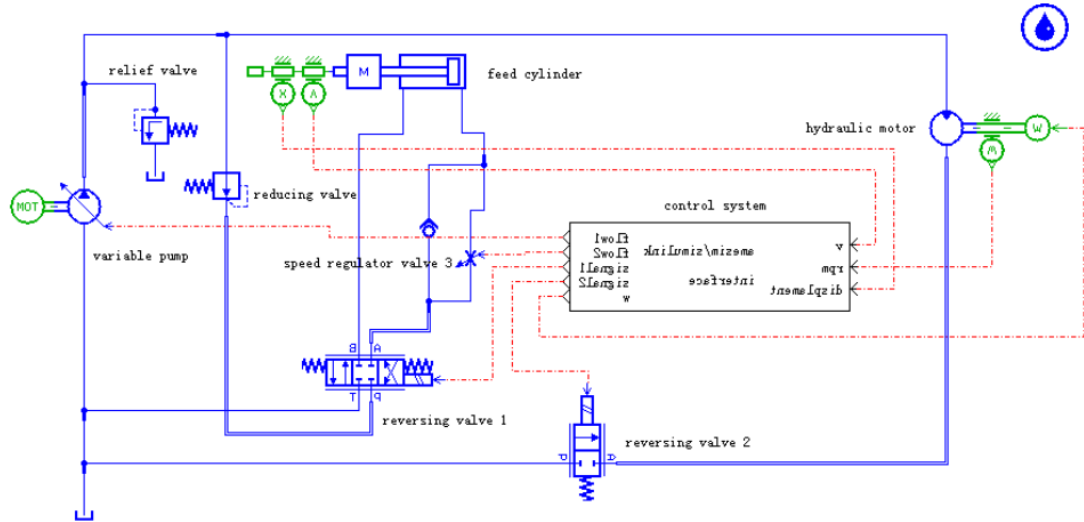 relief valve
M
feed cylinder
X
V
hydraulic motor
W
W
reducing valve
MOT
control system
variable pump
flow1
flow2
signal1
signal2
w
amesim/simulink
interface
v
rpm
displament
speed regulator valve 3
B
A
T
P
reversing valve 1
reversing valve 2
P
A